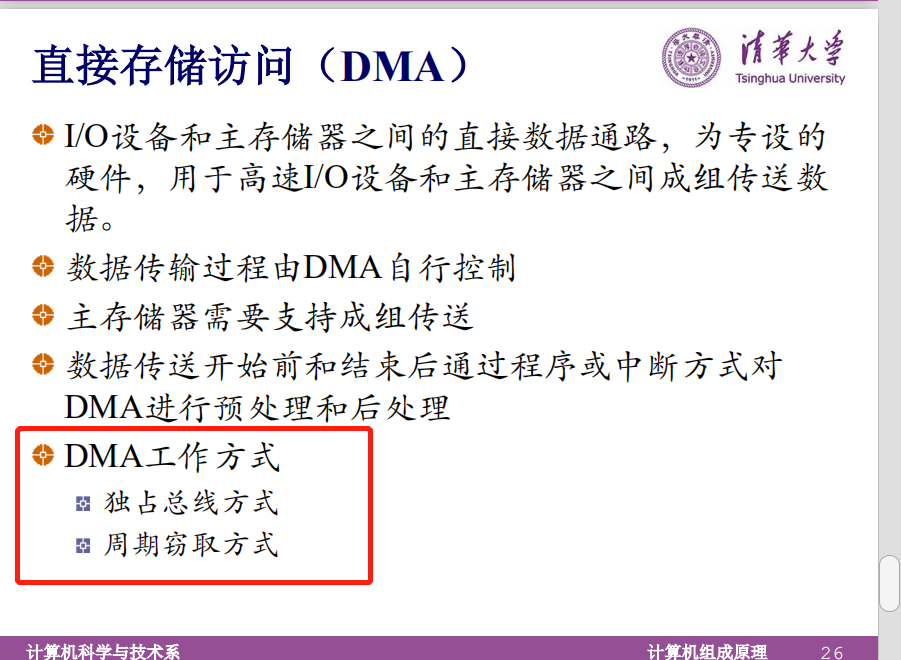 直接存储访问（DMA）
清华大学
Tsinghua University
I/O设备和主存储器之间的直接数据通路，为专设的
硬件，用于高速I/O设备和主存储器之间成组传送数
据。
数据传输过程由DMA自行控制
主存储器需要支持成组传送
数据传送开始前和结束后通过程序或中断方式对
DMA进行预处理和后处理
DMA工作方式
独占总线方式
周期窃取方式
计算机科学与技术系
计算机组成原理
26